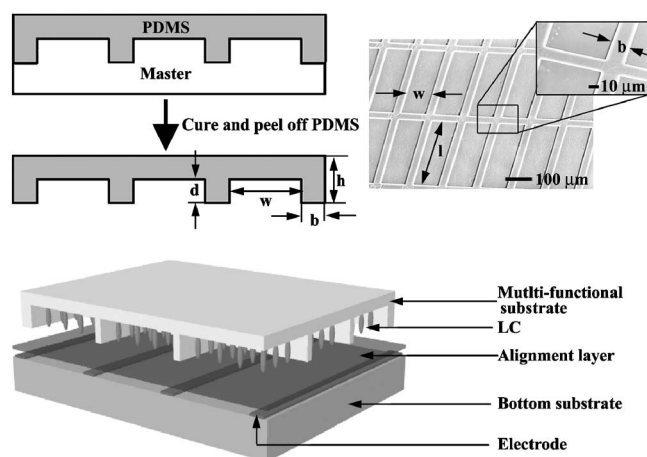 PDMS
Master
Cure and peel off PDMS
d
w
b
h
w
l
100 μm
b
10 μm
Mutlti-functional
substrate
LC
Alignment layer
Bottom substrate
Electrode